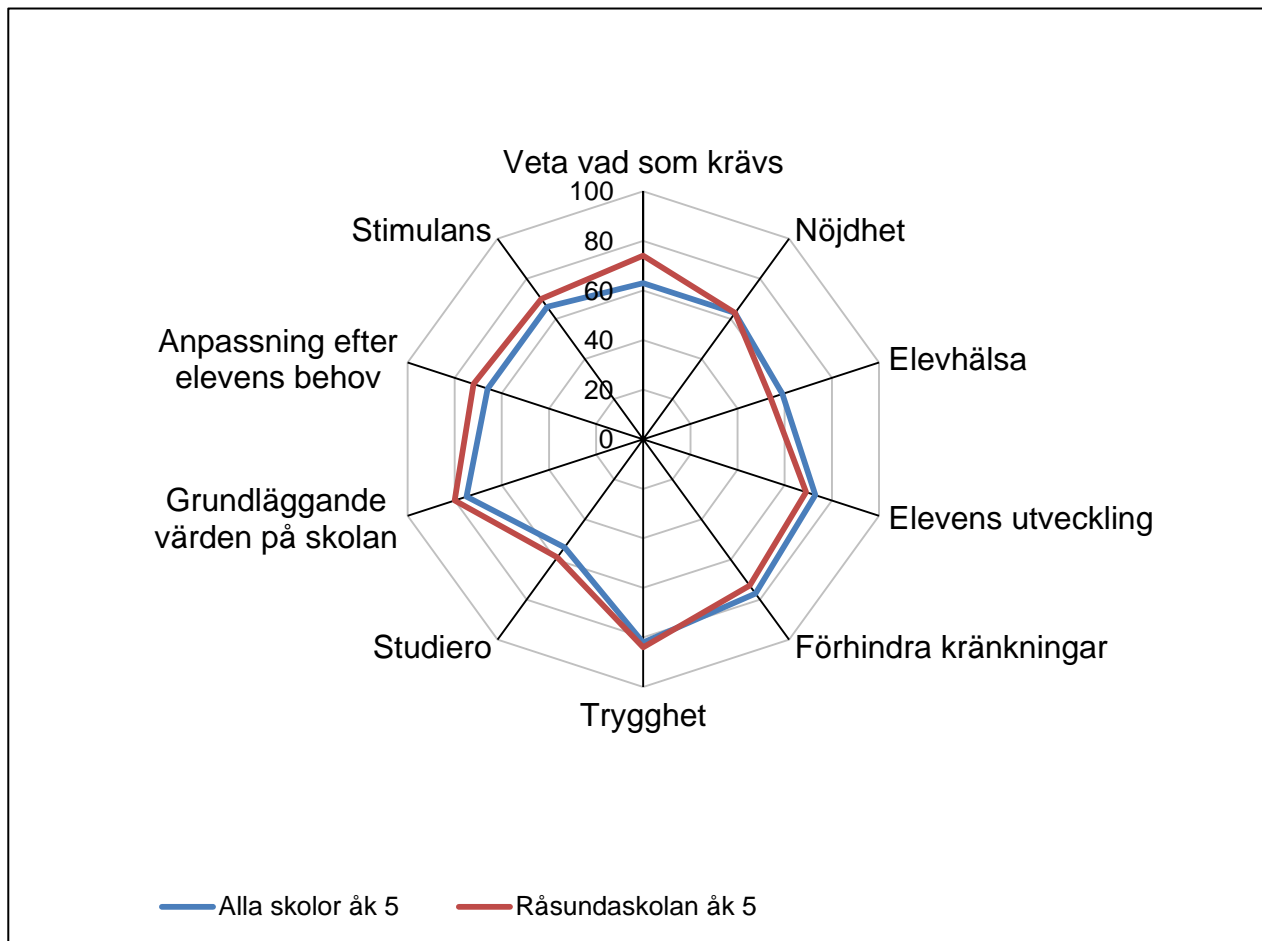 Veta vad som krävs
100
80
60
40
20
0
Nöjdhet
Elevhälsa
Elevens utveckling
Förhindra kränkningar
Trygghet
Studiero
Grundläggande
värden på skolan
Anpassning efter
elevens behov
Stimulans
Alla skolor åk 5
Råsundaskolan åk 5